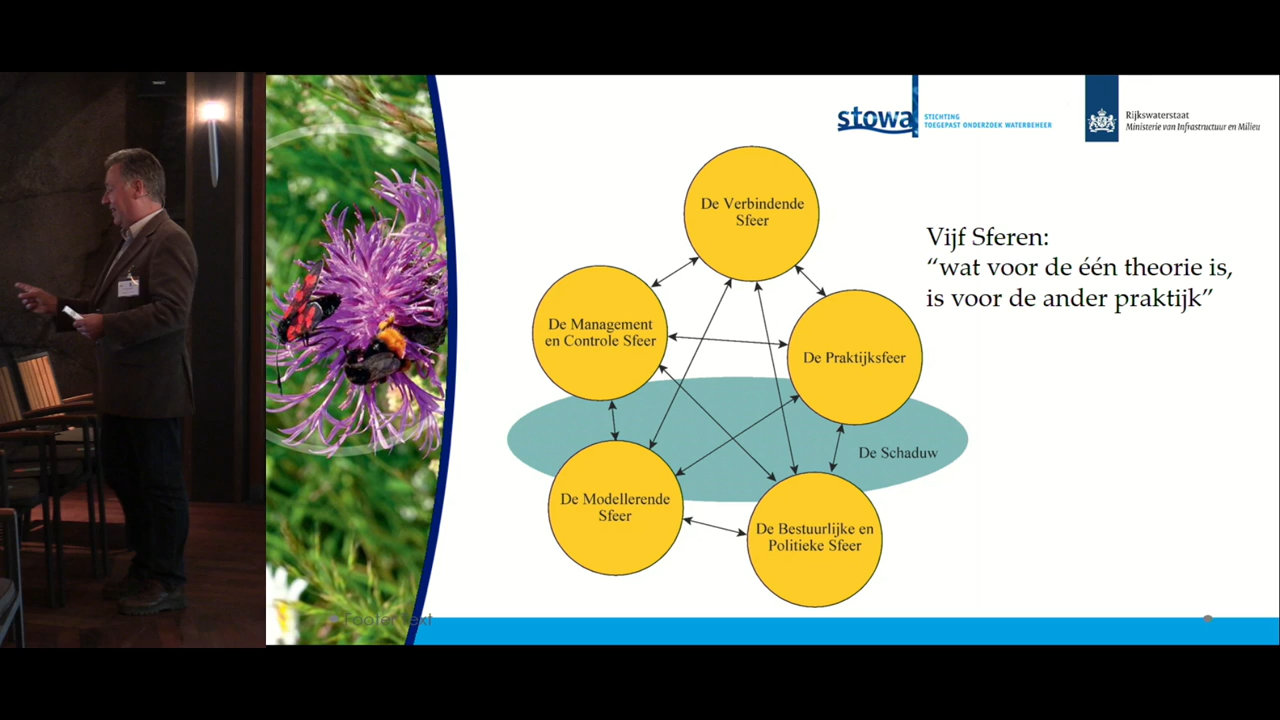 stowa
STICHTING
TOEGEPAST ONDERZOEK WATERBEHEER
Rijkswaterstaat
Ministerie van Infrastructuur en Milieu
De Verbindende
Sfeer
Vijf Sferen:
“wat voor de één theorie is,
is voor de ander praktijk”
De Management
en Controle Sfeer
De Praktijksfeer
De Schaduw
De Modellerende
Sfeer
De Bestuurlijke en
Politieke Sfeer
Footer text